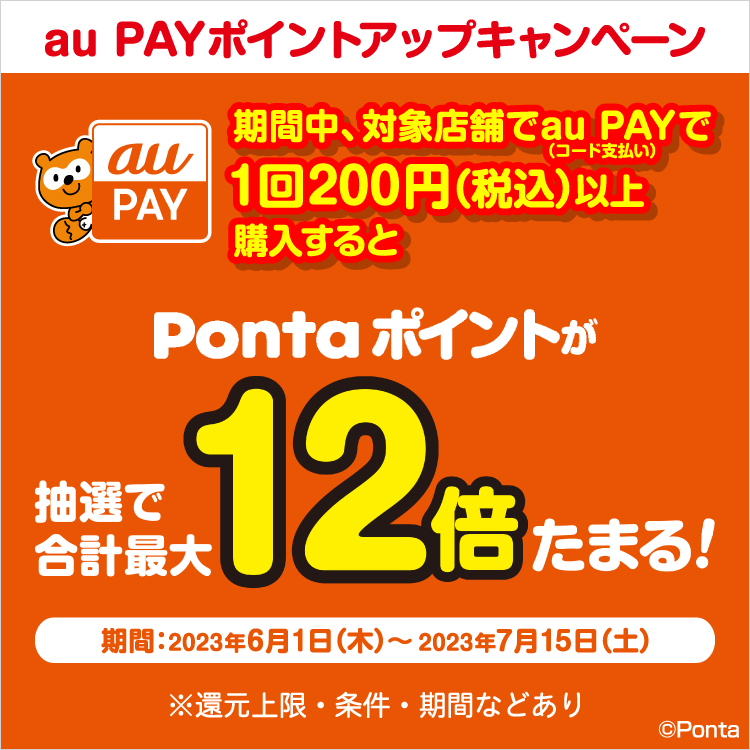 au PAYポイントアップキャンペーン
au
PAY
期間中、対象店舗でau PAYで
(コード支払い)
1回200円(税込)以上
購入すると
Pontaポイントが
抽選で
合計最大
12倍たまる!
期間:2023年6月1日(木)〜2023年7月15日(土)
※還元上限・条件・期間などあり
©Ponta